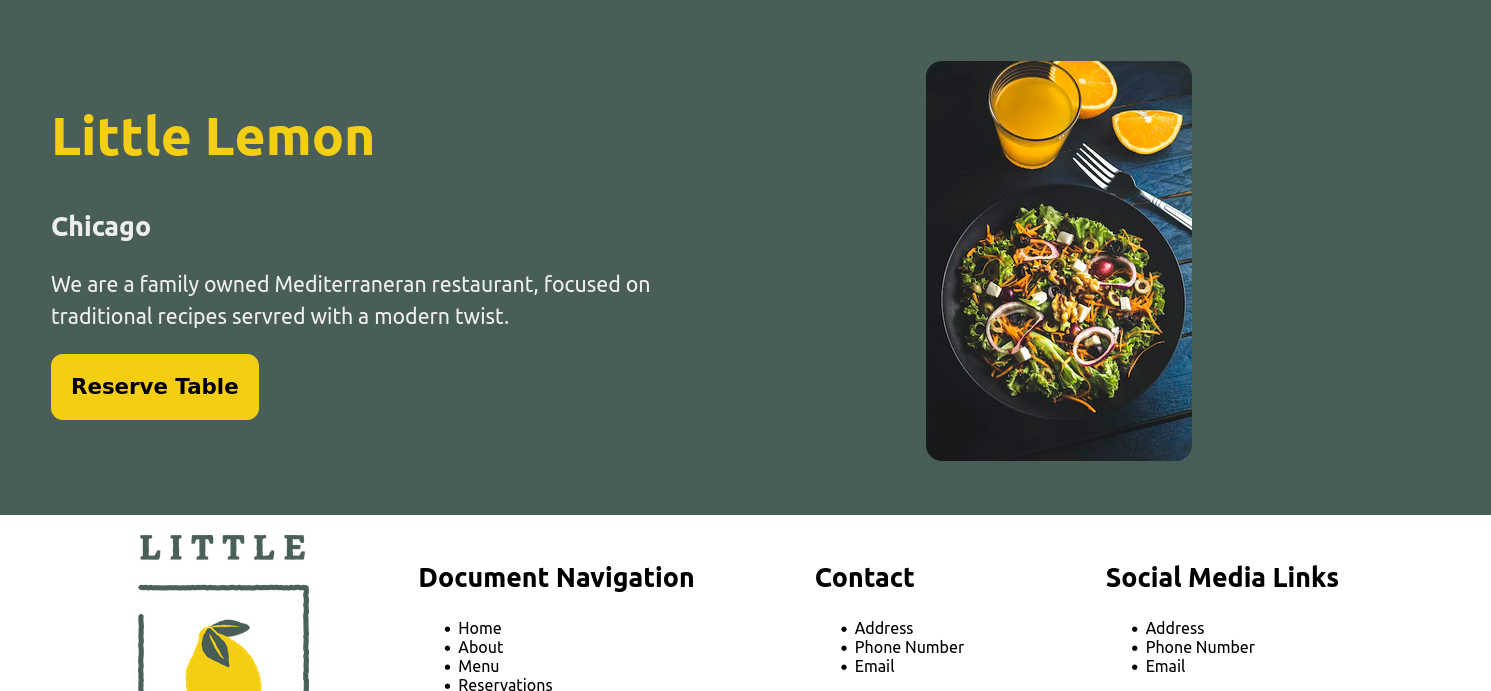 Little Lemon
Chicago
We are a family owned Mediterraneran restaurant, focused on
traditional recipes servred with a modern twist.
Reserve Table
LITTLE
Document Navigation
Home
About
Menu
Reservations
Contact
Address
Phone Number
Email
Social Media Links
Address
Phone Number
Email